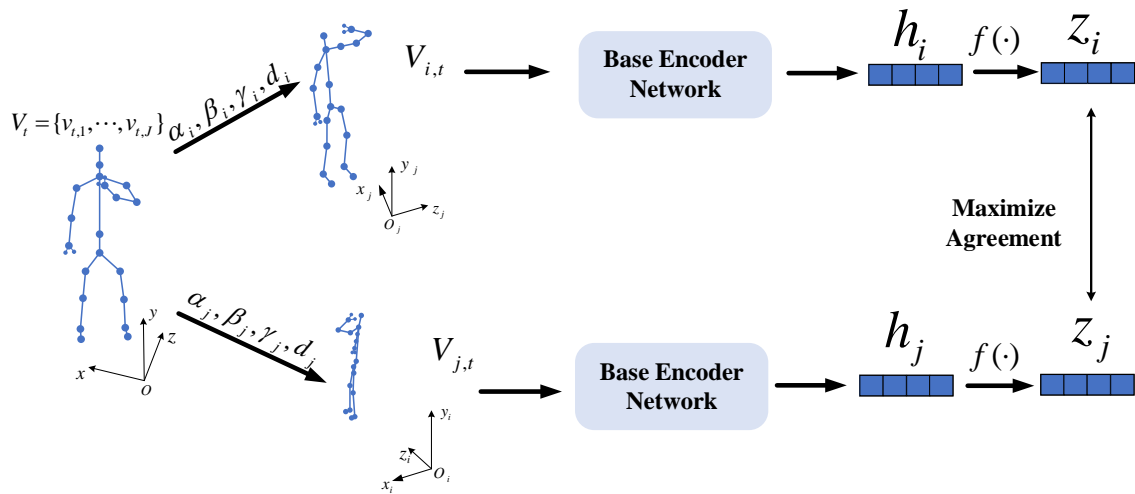 V_t = {v_{t,1}, ⋯, v_{t,J}}
α_i, β_i, γ_i, d_i
V_{i,t}
Base Encoder
Network
h_i
f (·)
z_i
y_j
x_j
z_j
O_j
Maximize
Agreement
y
z
x
O
α_j, β_j, γ_j, d_j
V_{j,t}
Base Encoder
Network
h_j
f (·)
z_j
y_i
z_i
x_i
O_i